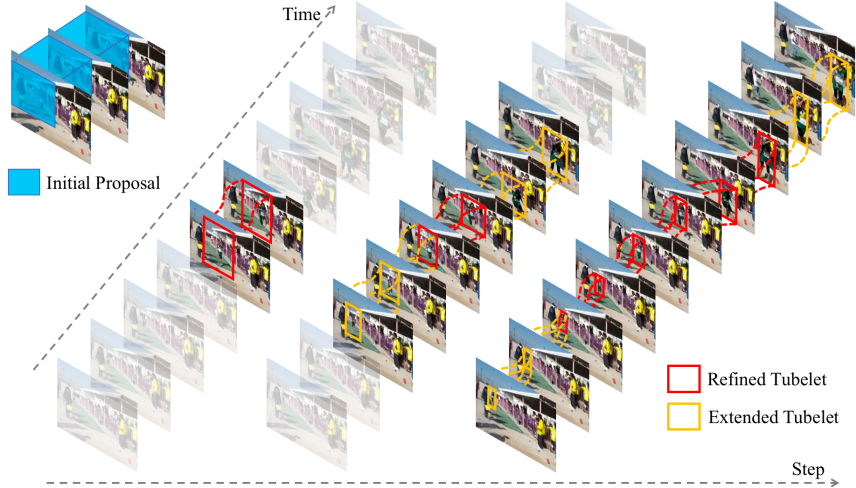 Time
Initial Proposal
Refined Tubelet
Extended Tubelet
Step